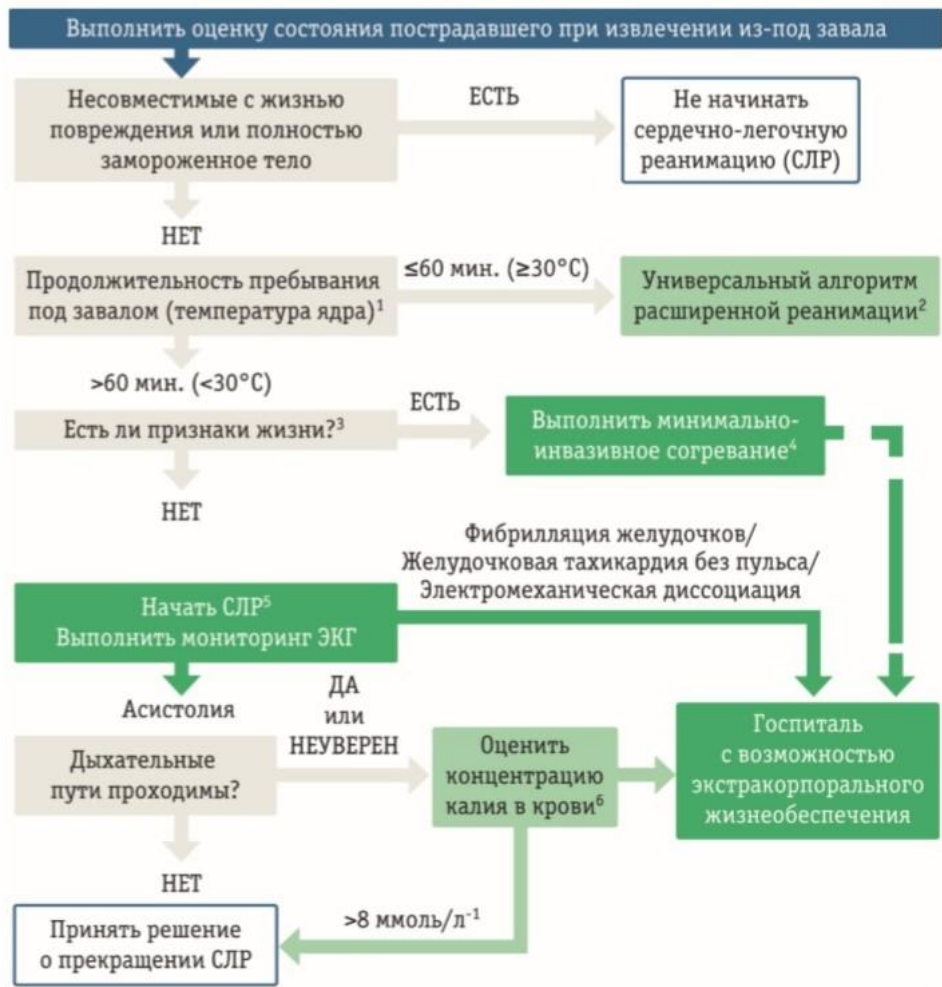 Выполнить оценку состояния пострадавшего при извлечении из-под завала
Несовместимые с жизнью
повреждения или полностью
замороженное тело
ЕСТЬ
Не начинать
сердечно-легочную
реанимацию (СЛР)
НЕТ
Продолжительность пребывания
под завалом (температура ядра)¹
≤60 мин. (≥30°C)
Универсальный алгоритм
расширенной реанимации²
>60 мин. (<30°C)
Есть ли признаки жизни?³
ЕСТЬ
Выполнить минимально-
инвазивное согревание⁴
НЕТ
Фибрилляция желудочков/
Желудочковая тахикардия без пульса/
Электромеханическая диссоциация
Начать СЛР⁵
Выполнить мониторинг ЭКГ
Асистолия
ДА
или
НЕУВЕРЕН
Дыхательные
пути проходимы?
Оценить
концентрацию
калия в крови⁶
Госпиталь
с возможностью
экстракорпорального
жизнеобеспечения
НЕТ
>8 ммоль/л⁻¹
Принять решение
о прекращении СЛР